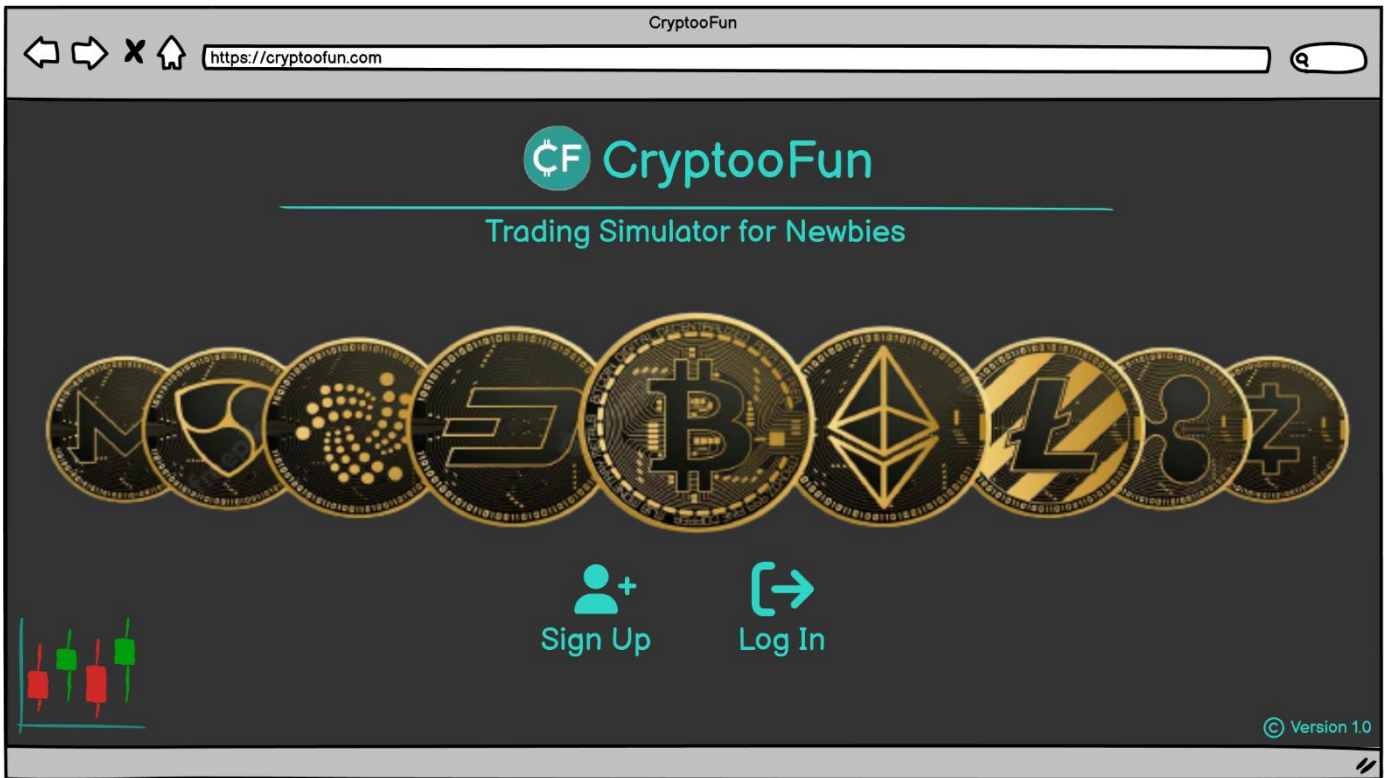 CryptooFun
https://cryptoofun.com
CF CryptooFun
Trading Simulator for Newbies
Sign Up
Log In
© Version 1.0